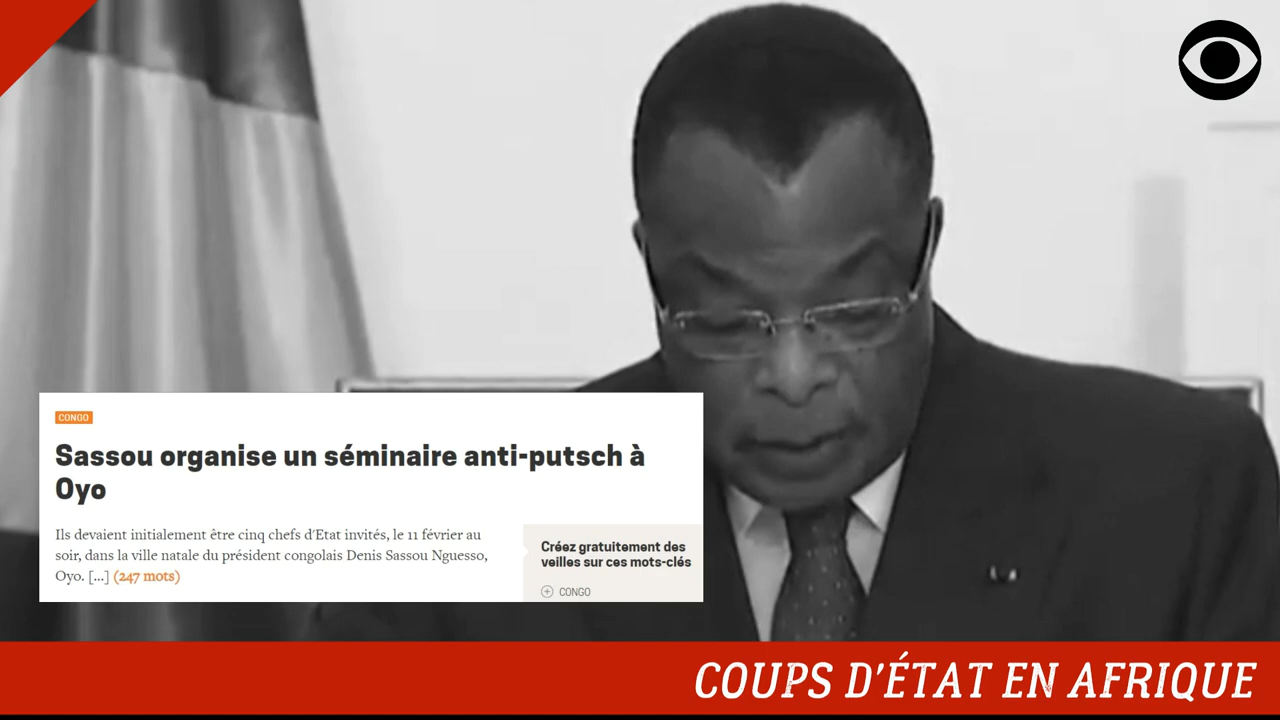 CONGO
Sassou organise un séminaire anti-putsch à
Oyo
Ils devaient initialement être cinq chefs d'Etat invités, le 11 février au
soir, dans la ville natale du président congolais Denis Sassou Nguesso,
Oyo. [...] (247 mots)
Créez gratuitement des
veilles sur ces mots-clés
CONGO
COUPS D'ÉTAT EN AFRIQUE